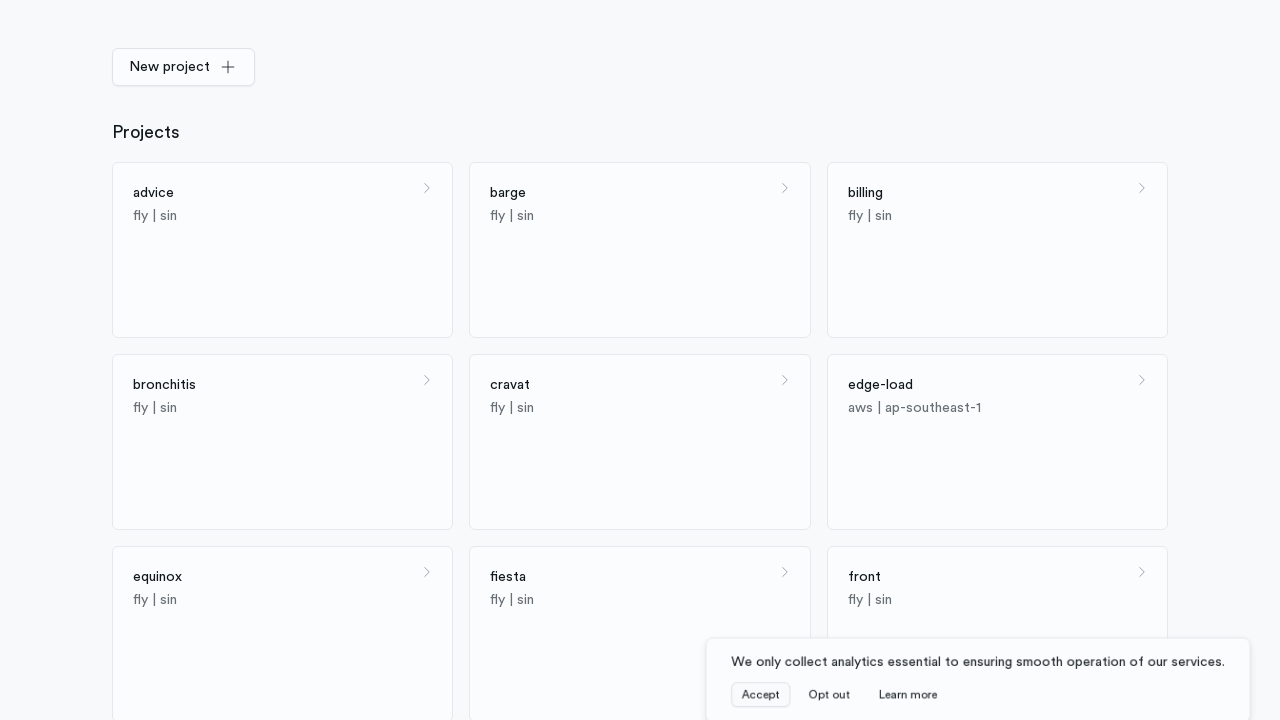 New project
Projects
advice
fly | sin
barge
fly | sin
billing
fly | sin
bronchitis
fly | sin
cravat
fly | sin
edge-load
aws | ap-southeast-1
equinox
fly | sin
fiesta
fly | sin
front
fly | sin
We only collect analytics essential to ensuring smooth operation of our services.
Accept Opt out Learn more